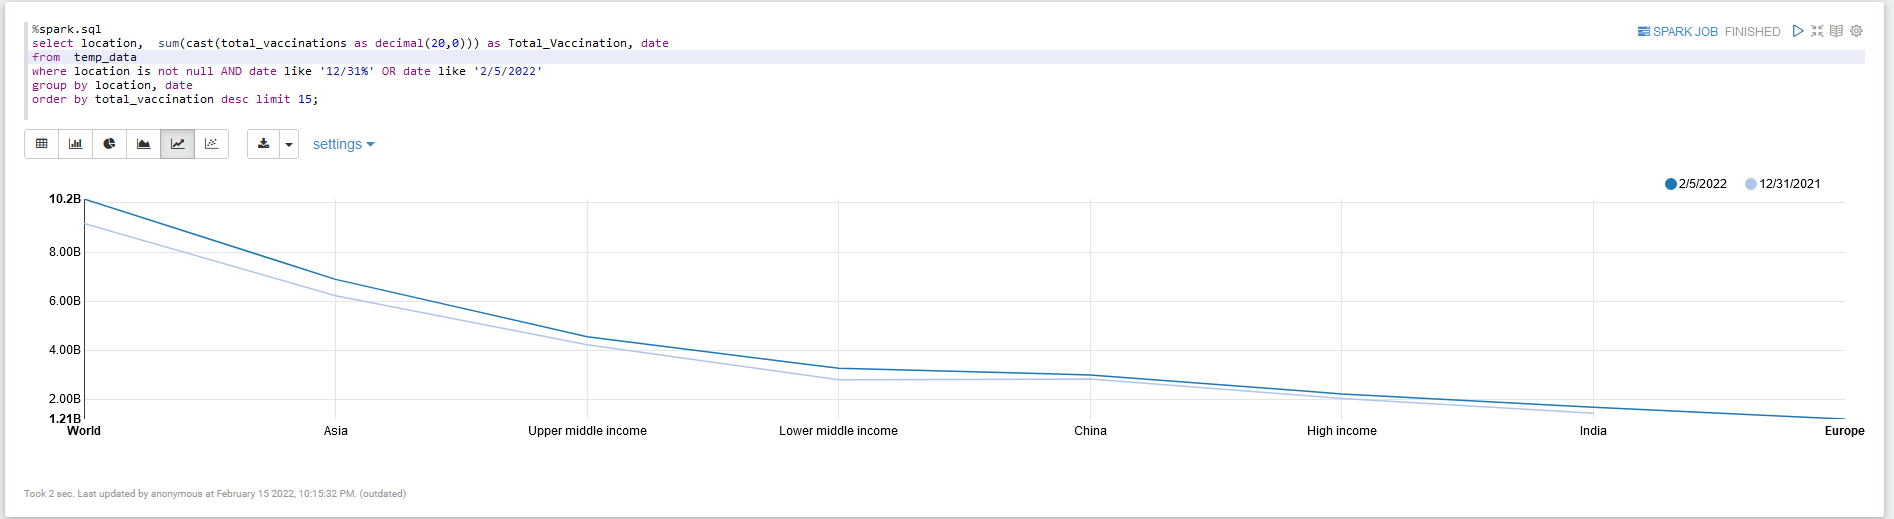 %spark.sql
select location,  sum(cast(total_vaccinations as decimal(20,0))) as Total_Vaccination, date
from  temp_data
where location is not null AND date like '12/31%' OR date like '2/5/2022'
group by location, date
order by total_vaccination desc limit 15;
SPARK JOB FINISHED
settings
2/5/2022 12/31/2021
10.2B
8.00B
6.00B
4.00B
2.00B
1.21B
World Asia Upper middle income Lower middle income China High income India Europe
Took 2 sec. Last updated by anonymous at February 15 2022, 10:15:32 PM. (outdated)